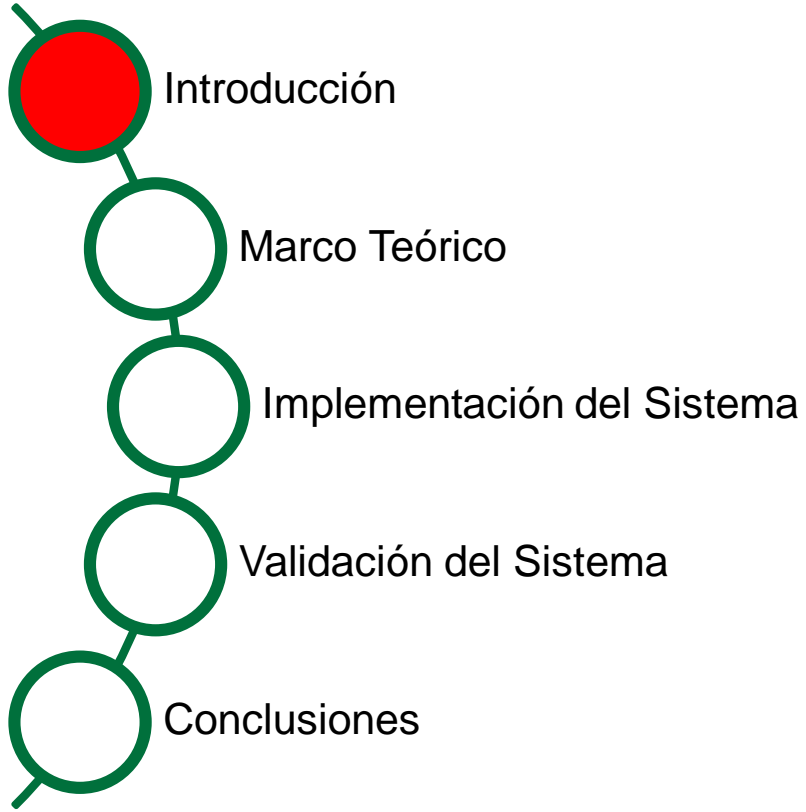 Introducción
Marco Teórico
Implementación del Sistema
Validación del Sistema
Conclusiones